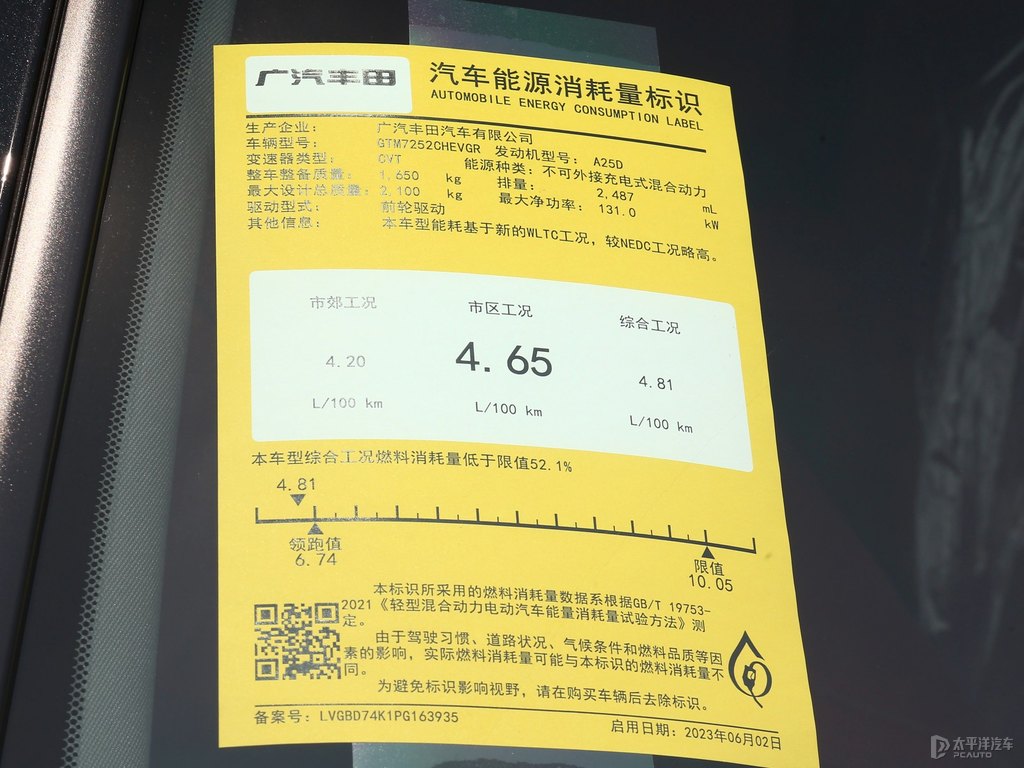 广汽丰田
汽车能源消耗量标识
AUTOMOBILE ENERGY CONSUMPTION LABEL
生产企业: 广汽丰田汽车有限公司
车辆型号: GTM7252CHEVGR 发动机型号: A25D
变速器类型: CVT 能源种类: 不可外接充电式混合动力
整车整备质量: 1,650 kg 排量: 2,487 mL
最大设计总质量: 2,100 kg 最大净功率: 131.0 kW
驱动型式: 前轮驱动
其他信息: 本车型能耗基于新的WLTC工况，较NEDC工况略高。
市郊工况 市区工况 综合工况
4.20 4.65 4.81
L/100 km L/100 km L/100 km
本车型综合工况燃料消耗量低于限值52.1%
4.81
领跑值
6.74
限值
10.05
本标识所采用的燃料消耗量数据系根据GB/T 19753-
2021《轻型混合动力电动汽车能量消耗量试验方法》测
定。
由于驾驶习惯、道路状况、气候条件和燃料品质等因
素的影响，实际燃料消耗量可能与本标识的燃料消耗量不
同。
为避免标识影响视野，请在购买车辆后去除标识。
备案号: LVGBD74K1PG163935 启用日期: 2023年06月02日
太平洋汽车
PCAUTO